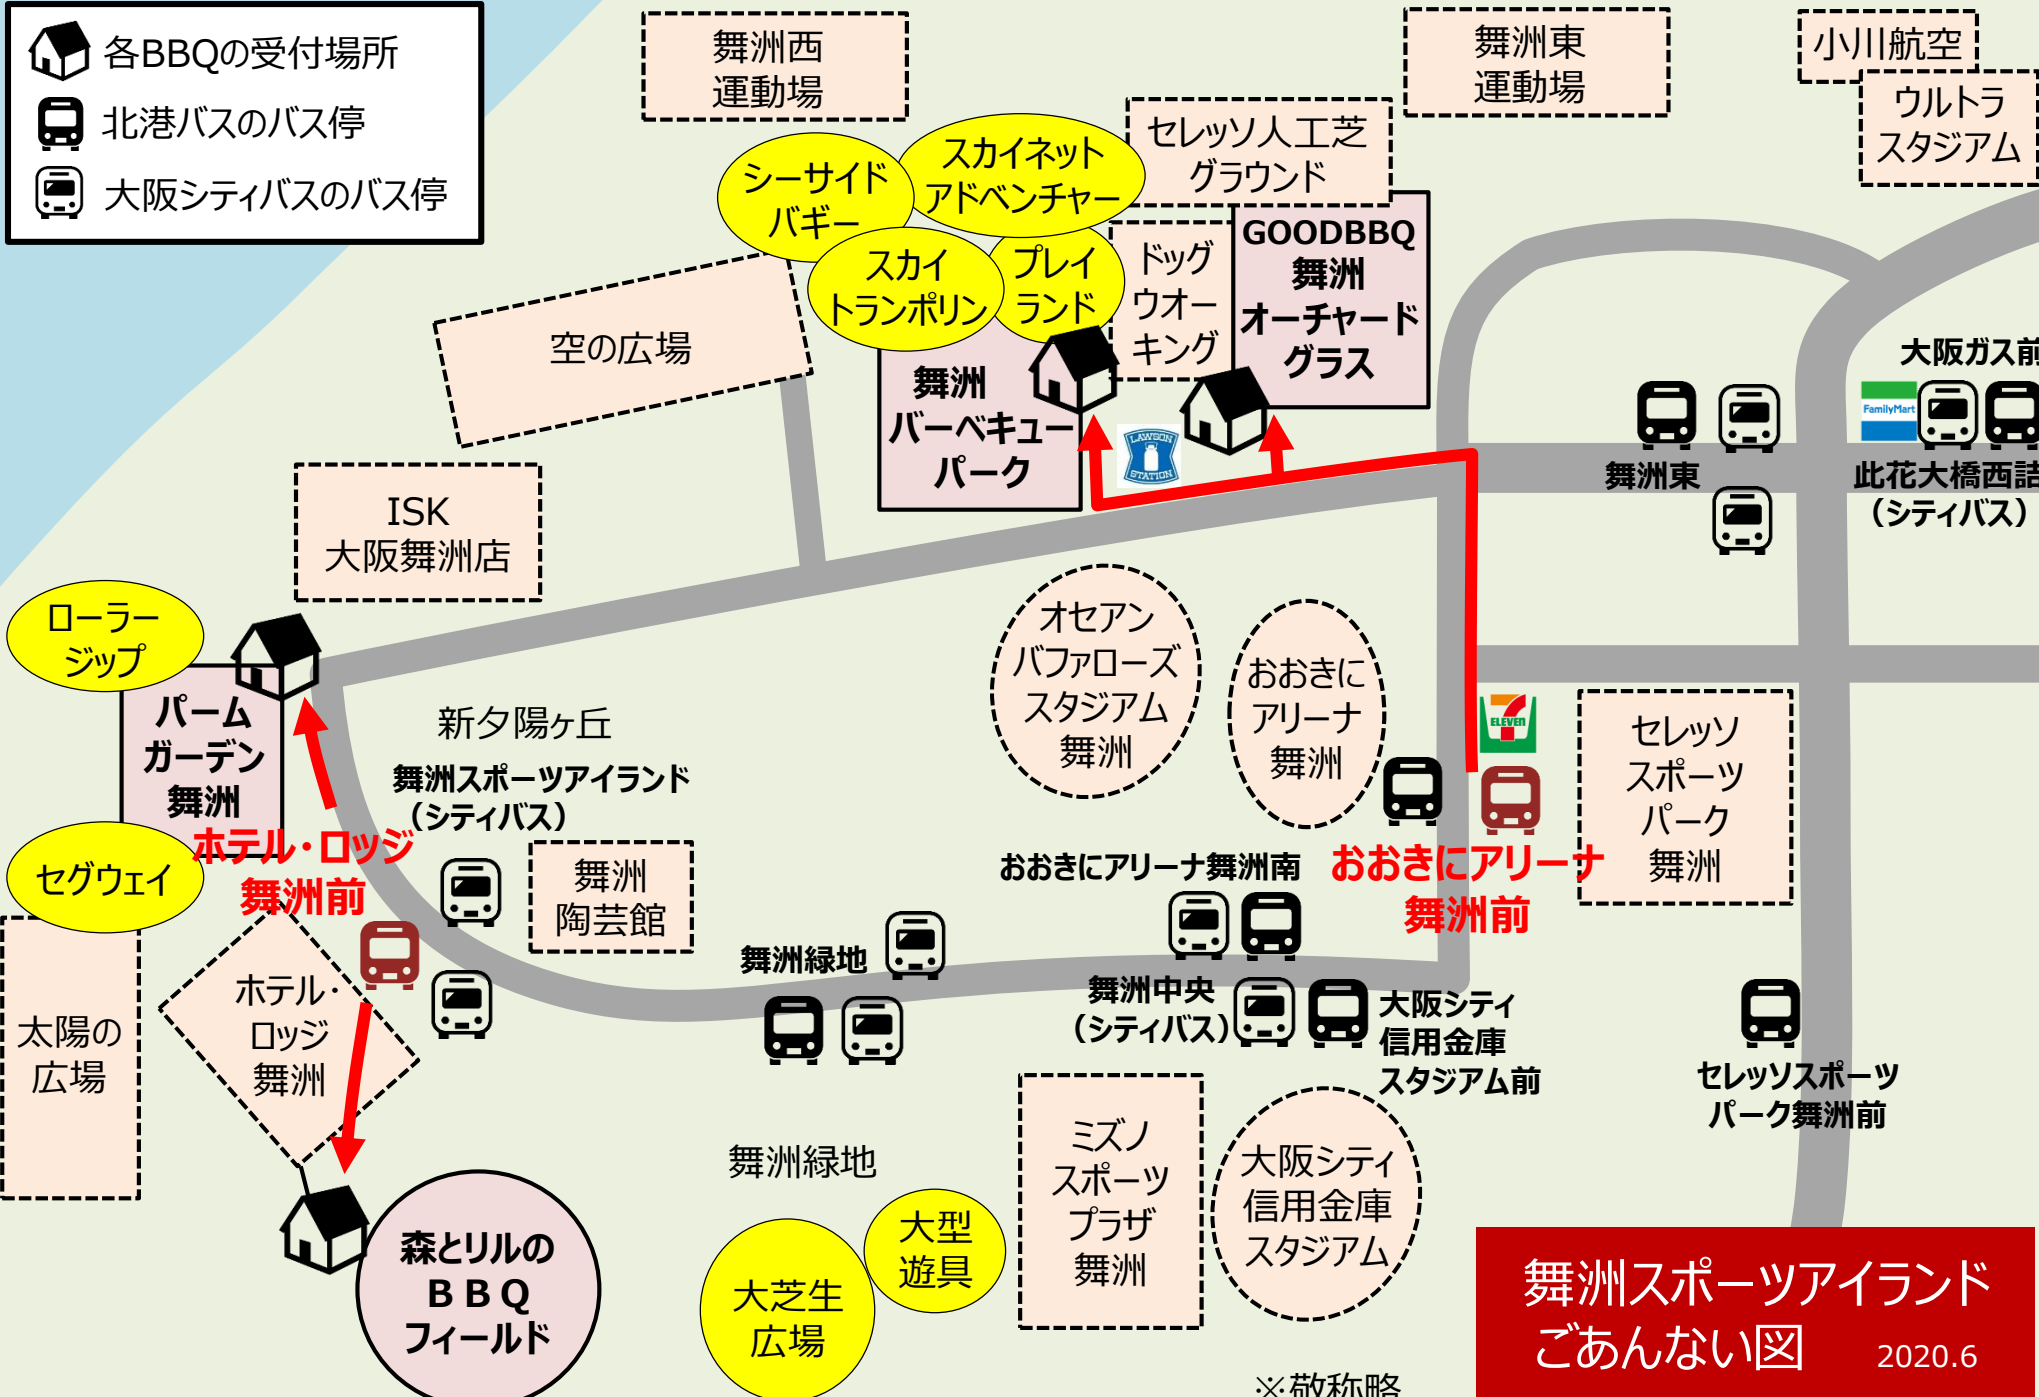 各BBQの受付場所
北港バスのバス停
大阪シティバスのバス停
舞洲西
運動場
舞洲東
運動場
小川航空
ウルトラ
スタジアム
シーサイド
バギー
スカイネット
アドベンチャー
セレッソ人工芝
グラウンド
スカイ
トランポリン
プレイ
ランド
ドッグ
ウオー
キング
GOODBBQ
舞洲
オーチャード
グラス
空の広場
舞洲
バーベキュー
パーク
LAWSON
STATION
大阪ガス前
FamilyMart
舞洲東
此花大橋西詰
（シティバス）
ISK
大阪舞洲店
ローラー
ジップ
パーム
ガーデン
舞洲
セグウェイ
新夕陽ヶ丘
舞洲スポーツアイランド
（シティバス）
ホテル・ロッジ
舞洲前
舞洲
陶芸館
オセアン
バファローズ
スタジアム
舞洲
おおきに
アリーナ
舞洲
7
ELEVEN
セレッソ
スポーツ
パーク
舞洲
おおきにアリーナ舞洲南
おおきにアリーナ
舞洲前
太陽の
広場
ホテル・
ロッジ
舞洲
舞洲緑地
舞洲中央
（シティバス）
大阪シティ
信用金庫
スタジアム前
セレッソスポーツ
パーク舞洲前
舞洲緑地
ミズノ
スポーツ
プラザ
舞洲
大阪シティ
信用金庫
スタジアム
森とリルの
ＢＢＱ
フィールド
大芝生
広場
大型
遊具
舞洲スポーツアイランド
ごあんない図 2020.6
※敬称略